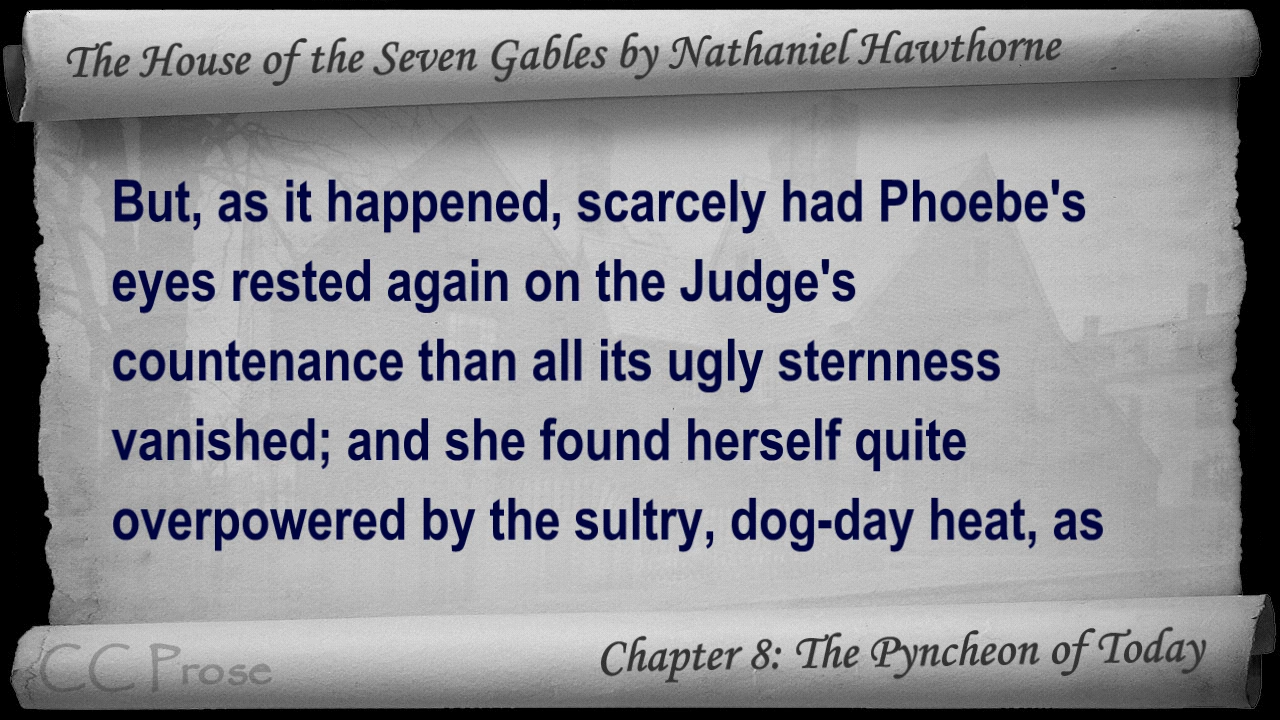 The House of the Seven Gables by Nathaniel Hawthorne
But, as it happened, scarcely had Phoebe's
eyes rested again on the Judge's
countenance than all its ugly sternness
vanished; and she found herself quite
overpowered by the sultry, dog-day heat, as
CC Prose
Chapter 8: The Pyncheon of Today